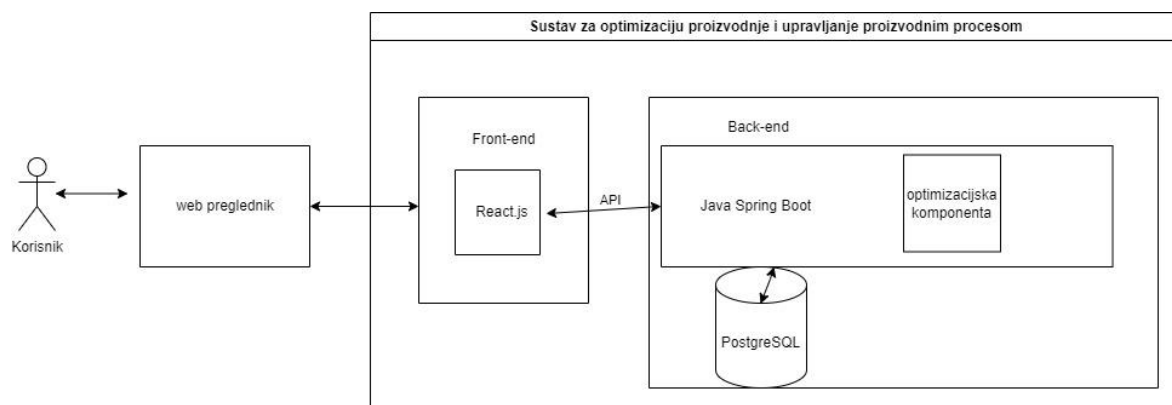 Sustav za optimizaciju proizvodnje i upravljanje proizvodnim procesom
Korisnik
web preglednik
Front-end
React.js
API
Back-end
Java Spring Boot
optimizacijska
komponenta
PostgreSQL